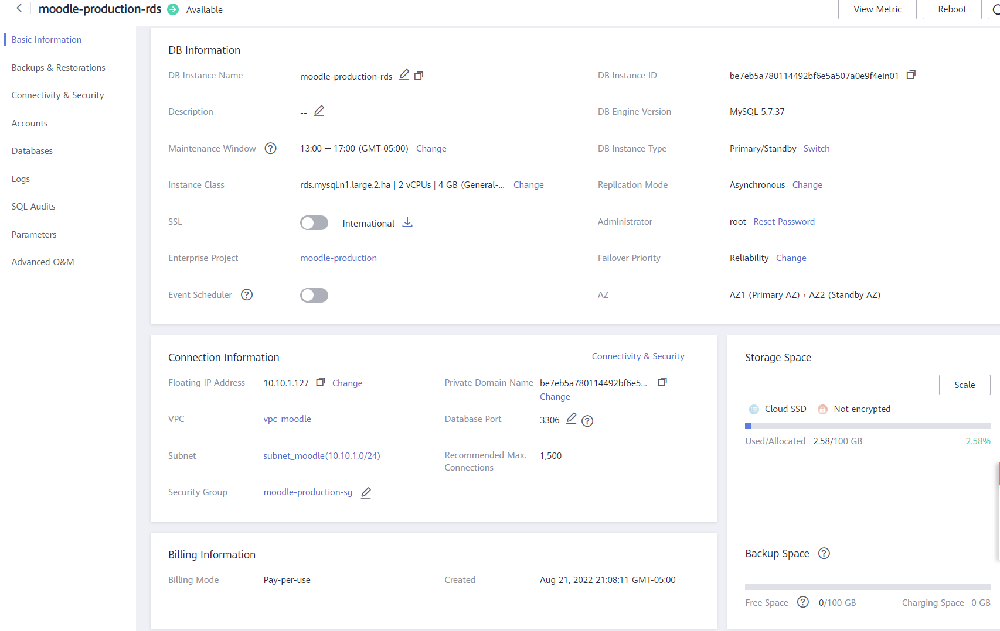 moodle-production-rds Available View Metric Reboot
Basic Information
Backups & Restorations
Connectivity & Security
Accounts
Databases
Logs
SQL Audits
Parameters
Advanced O&M
DB Information
DB Instance Name moodle-production-rds DB Instance ID be7eb5a780114492bf6e5a507a0e9f4ein01
Description -- DB Engine Version MySQL 5.7.37
Maintenance Window 13:00 — 17:00 (GMT-05:00) Change DB Instance Type Primary/Standby Switch
Instance Class rds.mysql.n1.large.2.ha | 2 vCPUs | 4 GB (General-... Change Replication Mode Asynchronous Change
SSL International Administrator root Reset Password
Enterprise Project moodle-production Failover Priority Reliability Change
Event Scheduler AZ AZ1 (Primary AZ) , AZ2 (Standby AZ)
Connection Information Connectivity & Security
Floating IP Address 10.10.1.127 Change Private Domain Name be7eb5a780114492bf6e5...
Change
VPC vpc_moodle Database Port 3306
Subnet subnet_moodle(10.10.1.0/24) Recommended Max. 1,500
Connections
Security Group moodle-production-sg
Storage Space
Scale
Cloud SSD Not encrypted
Used/Allocated 2.58/100 GB 2.58%
Backup Space
Free Space 0/100 GB Charging Space 0 GB
Billing Information
Billing Mode Pay-per-use Created Aug 21, 2022 21:08:11 GMT-05:00